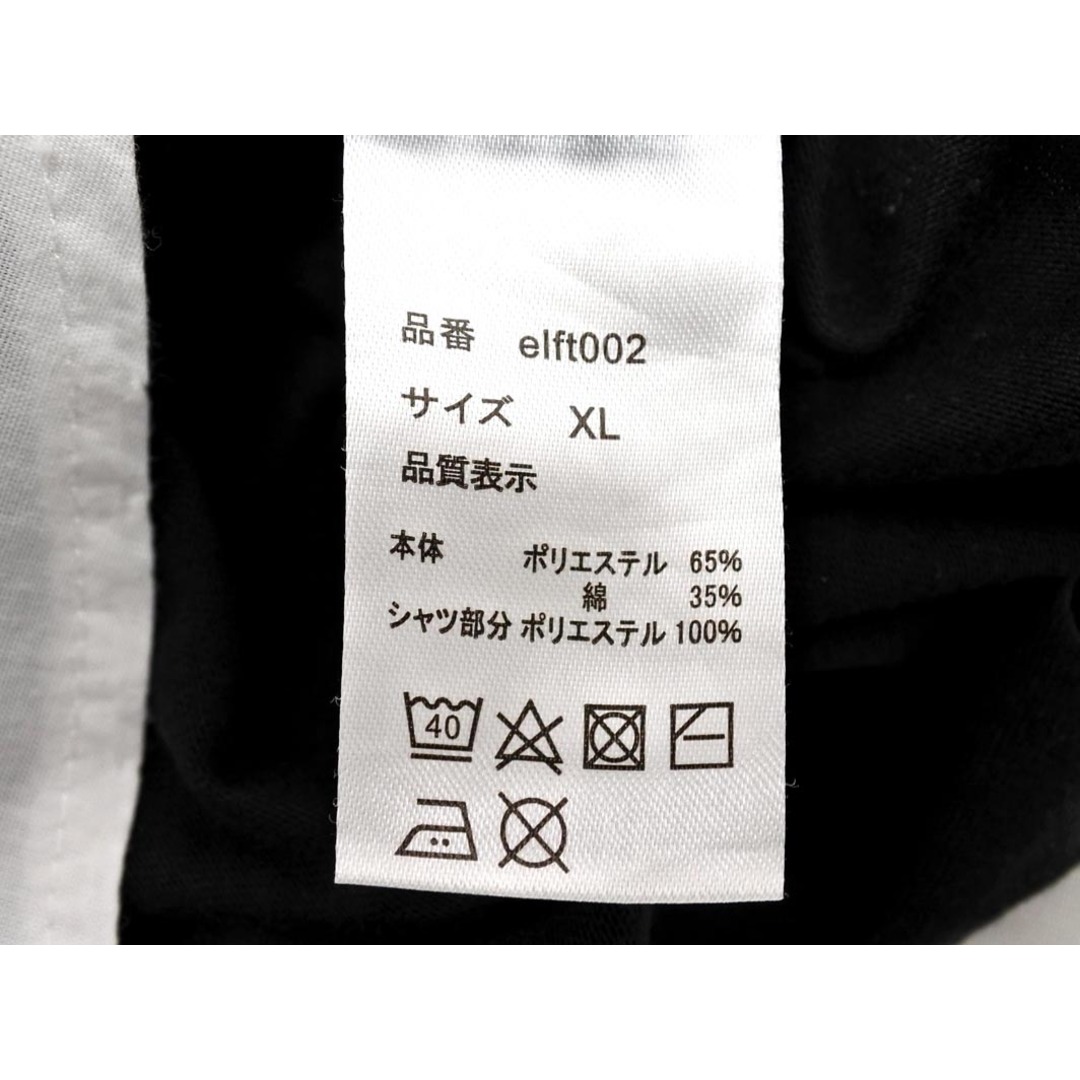 品番 elft002
サイズ XL
品質表示
本体 ポリエステル 65%
綿 35%
シャツ部分 ポリエステル 100%
40